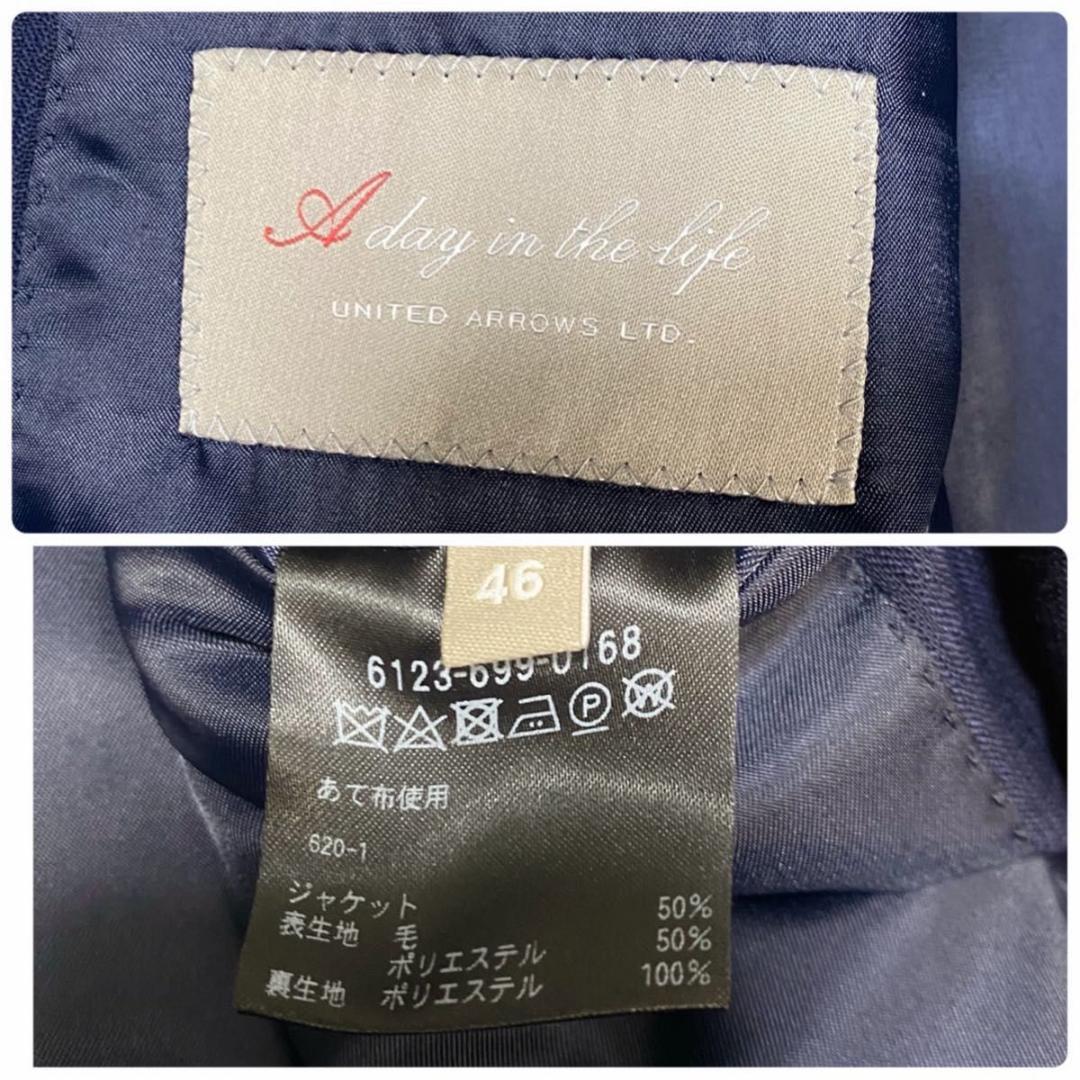 A day in the life
UNITED ARROWS LTD.
46
6123-699-0768
P W
あて布使用
620-1
ジャケット
表生地 毛 50%
ポリエステル 50%
裏生地 ポリエステル 100%